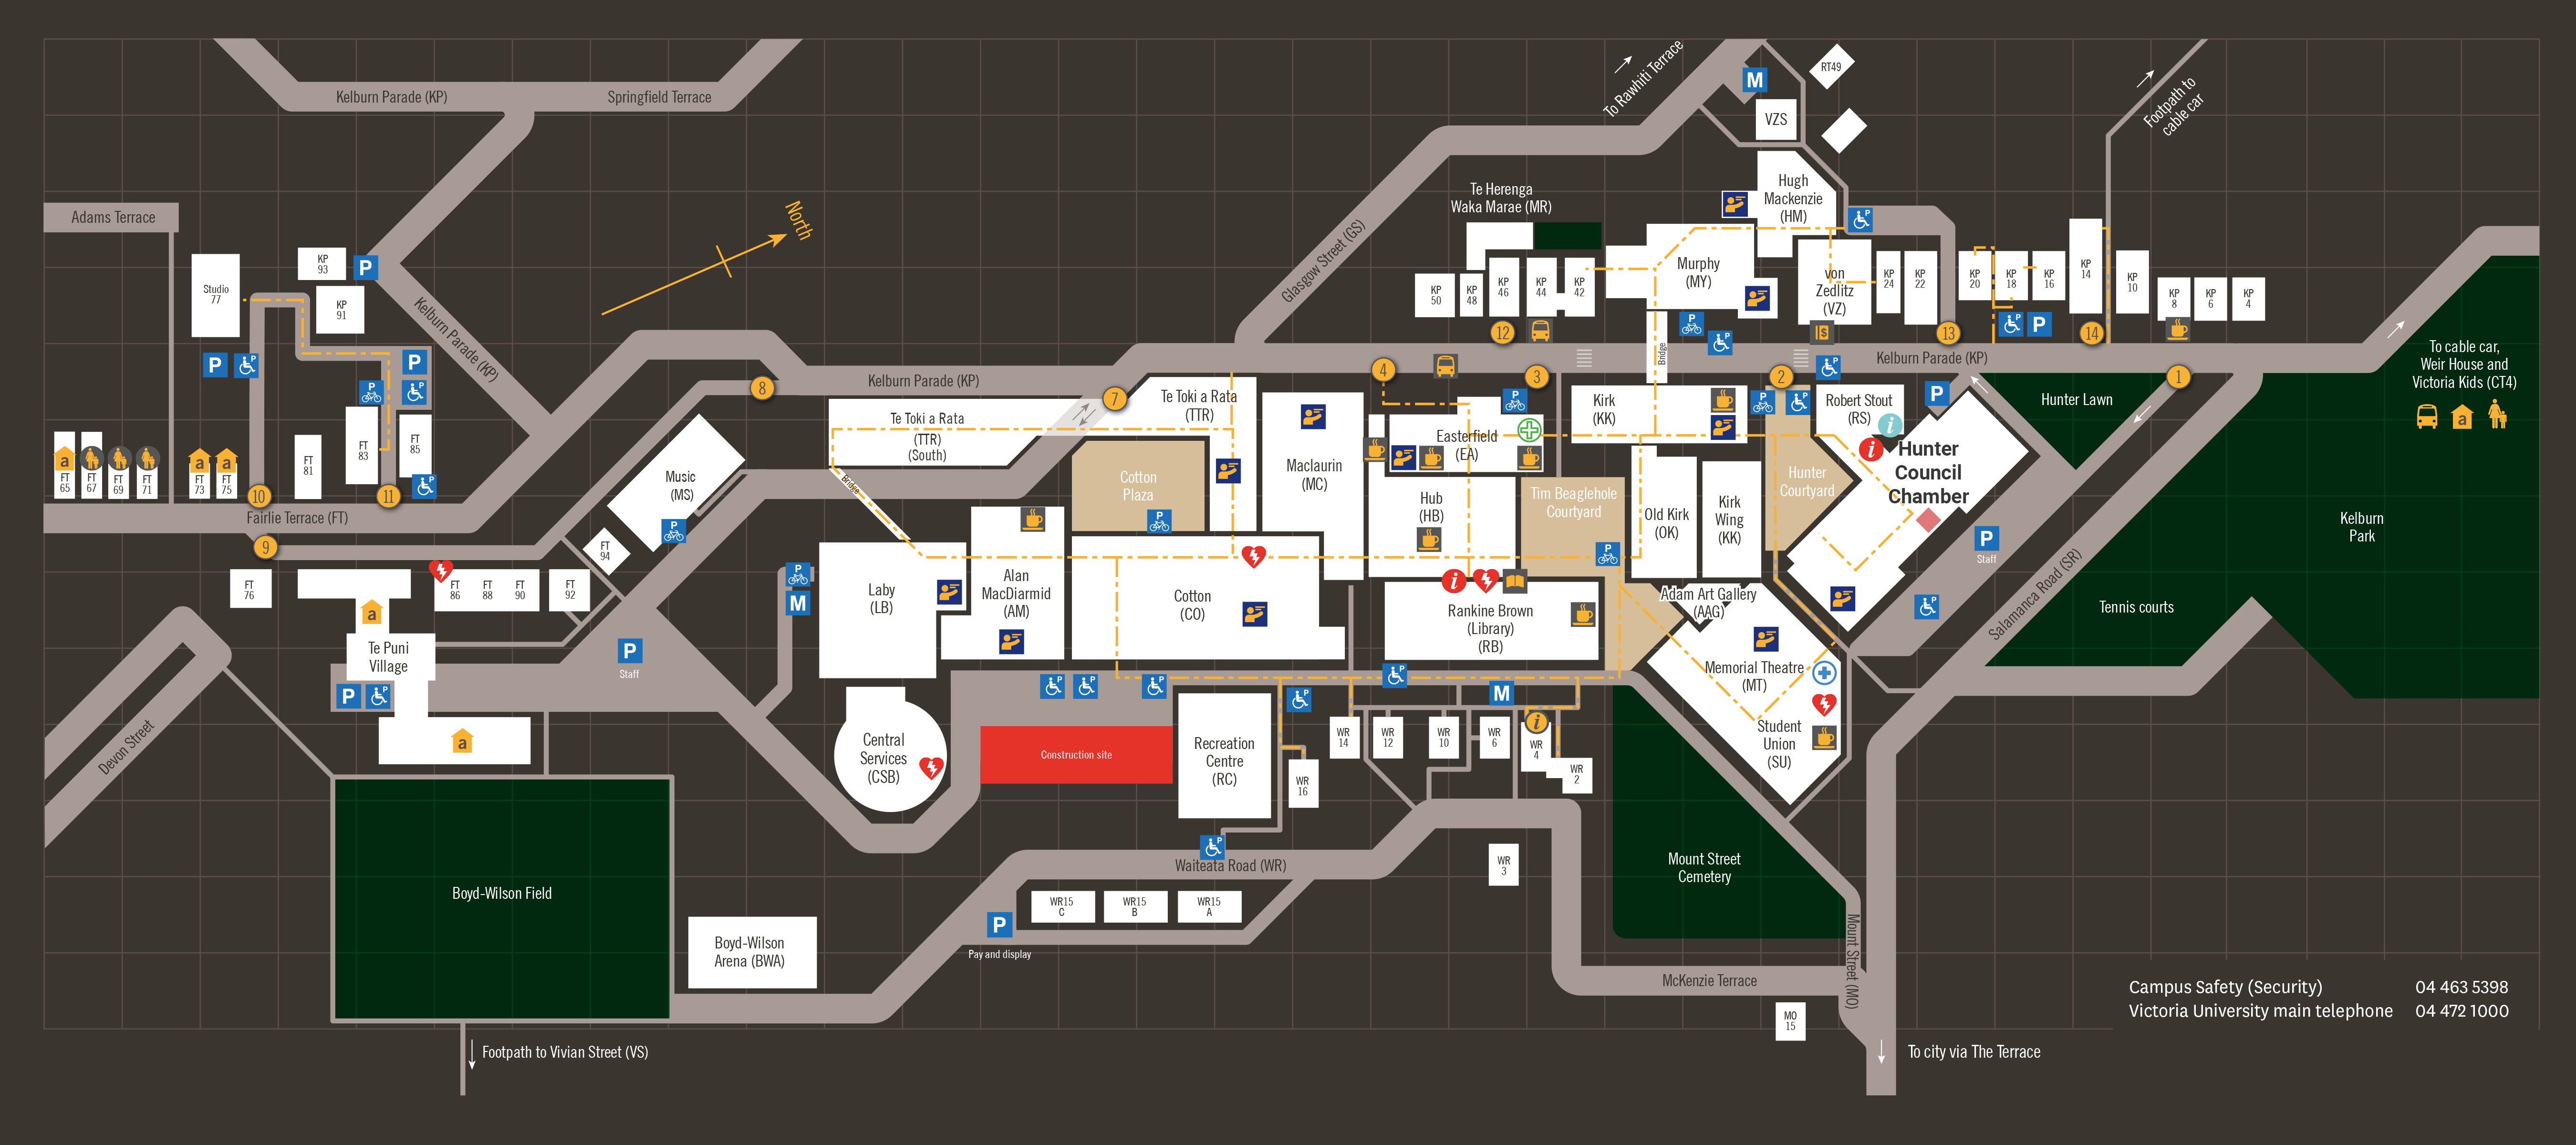 Kelburn Parade (KP)
Springfield Terrace
To Rawhiti Terrace
M
RT49
VZS
Footpath to
cable car
Adams Terrace
North
Te Herenga
Waka Marae (MR)
Hugh
Mackenzie
(HM)
Glasgow Street (GS)
Studio
77
KP
93
P
KP
91
Kelburn Parade (KP)
KP
50
KP
48
KP
46
KP
44
KP
42
Murphy
(MY)
von
Zedlitz
(VZ)
KP
24
KP
22
KP
20
KP
18
KP
16
KP
14
KP
10
KP
8
KP
6
KP
4
12
13
14
P
P
Bridge
Kelburn Parade (KP)
To cable car,
Weir House and
Victoria Kids (CT4)
a
P
P
P
P
8
Kelburn Parade (KP)
7
4
3
2
1
P
Hunter Lawn
Te Toki a Rata
(TTR)
(South)
Te Toki a Rata
(TTR)
Kirk
(KK)
Robert Stout
(RS)
Easterfield
(EA)
Hunter
Council
Chamber
Hunter
Courtyard
Maclaurin
(MC)
Cotton
Plaza
Music
(MS)
Bridge
Hub
(HB)
Tim Beaglehole
Courtyard
Old Kirk
(OK)
Kirk
Wing
(KK)
Kelburn
Park
a
FT
65
FT
67
FT
69
FT
71
a
FT
73
a
FT
75
FT
81
FT
83
FT
85
10
11
Fairlie Terrace (FT)
9
FT
94
P
Staff
FT
76
FT
86
FT
88
FT
90
FT
92
a
Te Puni
Village
P
P
Staff
a
M
Laby
(LB)
Alan
MacDiarmid
(AM)
Cotton
(CO)
Rankine Brown
(Library)
(RB)
Adam Art Gallery
(AAG)
Memorial Theatre
(MT)
Student
Union
(SU)
Salamanca Road (SR)
Tennis courts
Devon Street
Central
Services
(CSB)
Construction site
Recreation
Centre
(RC)
M
WR
14
WR
12
WR
10
WR
6
WR
4
WR
2
WR
16
Waiteata Road (WR)
WR
3
Mount Street
Cemetery
Boyd-Wilson Field
Boyd-Wilson
Arena (BWA)
P
Pay and display
WR15
C
WR15
B
WR15
A
McKenzie Terrace
Mount Street (MO)
MO
15
Campus Safety (Security) 04 463 5398
Victoria University main telephone 04 472 1000
Footpath to Vivian Street (VS)
To city via The Terrace